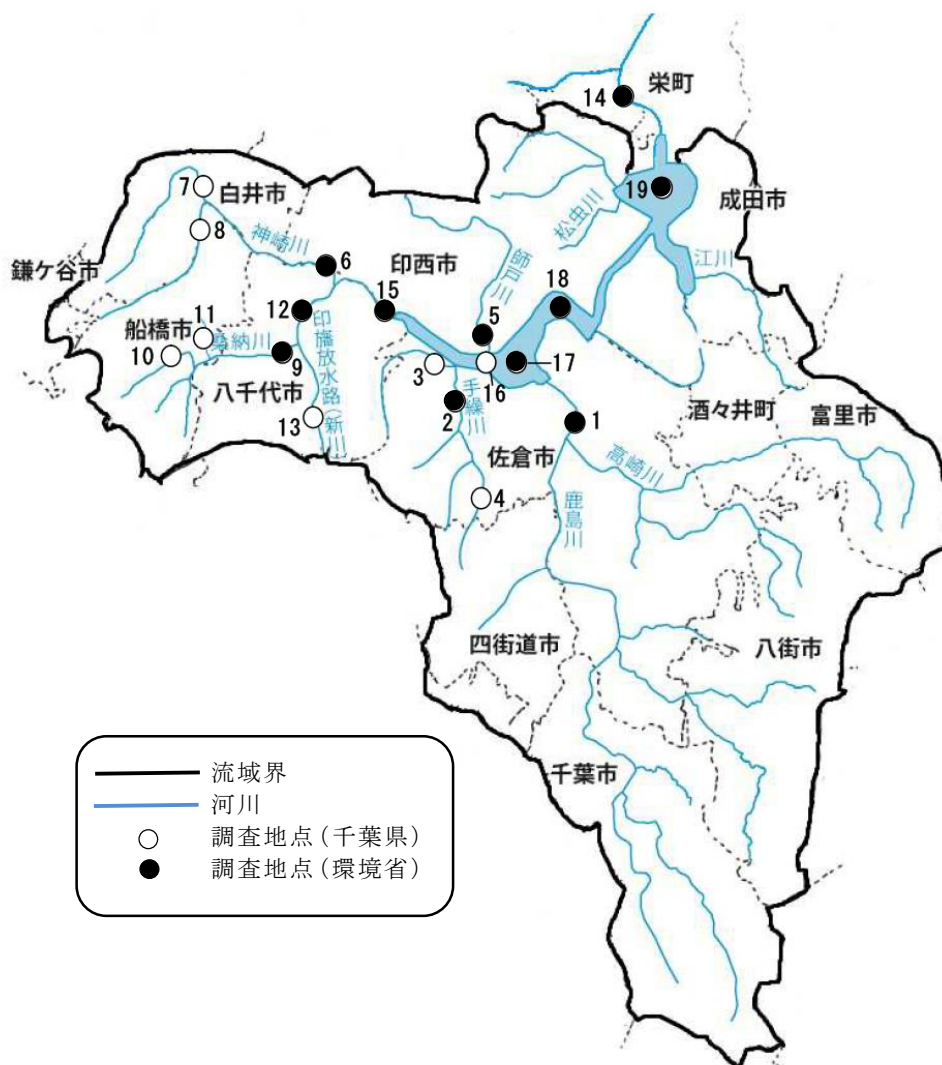 栄町
14
成田市
19
7
白井市
8
松虫川
江川
神崎川
師戸川
鎌ケ谷市
6
印西市
18
15
12
船橋市
11
5
印旛放水路(新川)
桑納川
10
9
17
3
16
八千代市
手繰川
2
酒々井町
富里市
1
13
佐倉市
高崎川
4
鹿島川
四街道市
八街市
千葉市
流域界
河川
調査地点(千葉県)
調査地点(環境省)